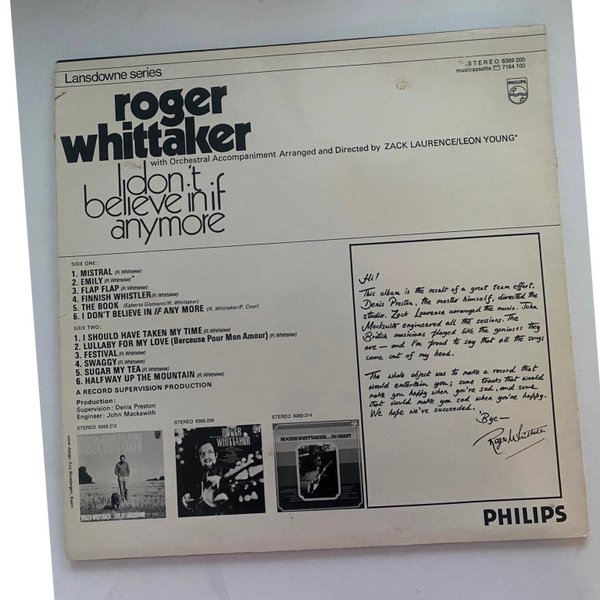 Lansdowne series
STEREO 6369 200
musicassette 7164 100
PHILIPS
roger
whittaker
with Orchestral Accompaniment Arranged and Directed by ZACK LAURENCE/LEON YOUNG*
I don't
believe in if
anymore
SIDE ONE:
1. MISTRAL (R. Whittaker)
2. EMILY (R. Whittaker)*
3. FLAP FLAP (R. Whittaker)
4. FINNISH WHISTLER (R. Whittaker)
5. THE BOOK (Egberto Gismonti/R. Whittaker)
6. I DON'T BELIEVE IN IF ANY MORE (R. Whittaker/P. Cour)
SIDE TWO:
1. I SHOULD HAVE TAKEN MY TIME (R. Whittaker)
2. LULLABY FOR MY LOVE (Berceuse Pour Mon Amour) (R. Whittaker)
3. FESTIVAL (R. Whittaker)
4. SWAGGY (R. Whittaker)
5. SUGAR MY TEA (R. Whittaker)
6. HALFWAY UP THE MOUNTAIN (R. Whittaker)
A RECORD SUPERVISION PRODUCTION
Production:
Supervision: Denis Preston
Engineer: John Mackswith
STEREO 6369 212
STEREO 6369 209
STEREO 6369 214
ROGER WHITTAKER
ROGER WHITTAKER
WHITTAKER
ROGER WHITTAKER
Hi!
This album is the result of a great team effort.
Denis Preston, the master himself, directed the
studio. Zack Laurence arranged the music. John
Mackswith engineered all the sessions. The
British musicians played like the geniuses they
are — and I'm proud to say that all the songs
came out of my head.
The whole object was to make a record that
would entertain you; some tracks that would
make you happy when you're sad, and some
that would make you sad when you're happy.
We hope we've succeeded.
'Bye —
Roger Whittaker
PHILIPS